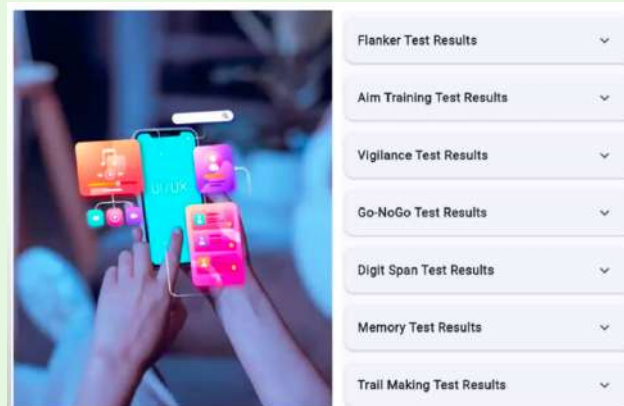 UI/UX
Flanker Test Results
Aim Training Test Results
Vigilance Test Results
Go-NoGo Test Results
Digit Span Test Results
Memory Test Results
Trail Making Test Results